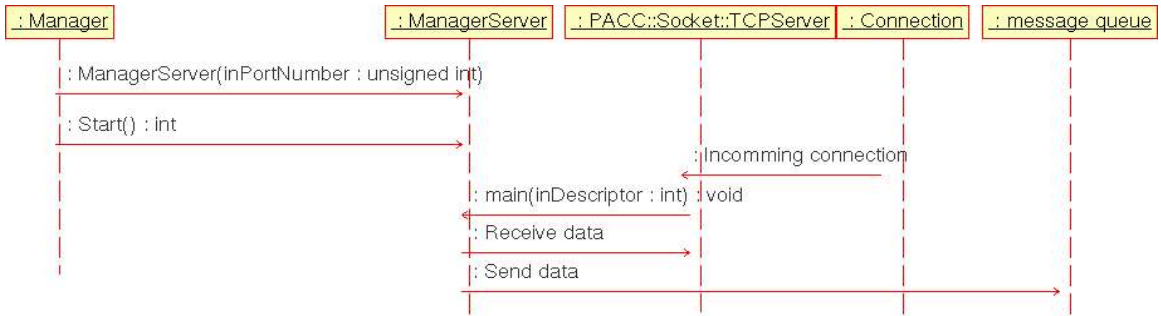 : Manager
: ManagerServer
: PACC::Socket::TCPServer
: Connection
: message queue
: ManagerServer(inPortNumber : unsigned int)
: Start() : int
: Incomming connection
: main(inDescriptor : int) : void
: Receive data
: Send data